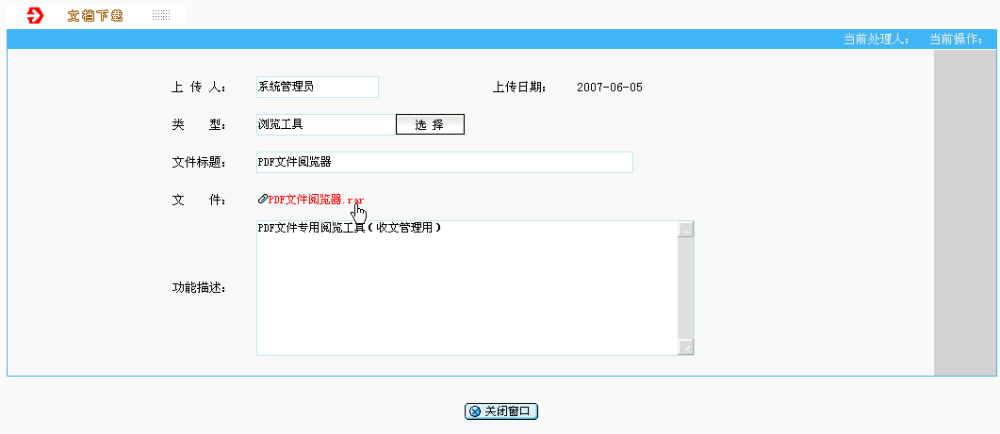 文档下载
当前处理人： 当前操作：
上 传 人： 系统管理员 上传日期： 2007-06-05
类 型： 浏览工具 选 择
文件标题： PDF文件阅览器
文 件： PDF文件阅览器.rar
功能描述： PDF文件专用阅览工具（收文管理用）
关闭窗口